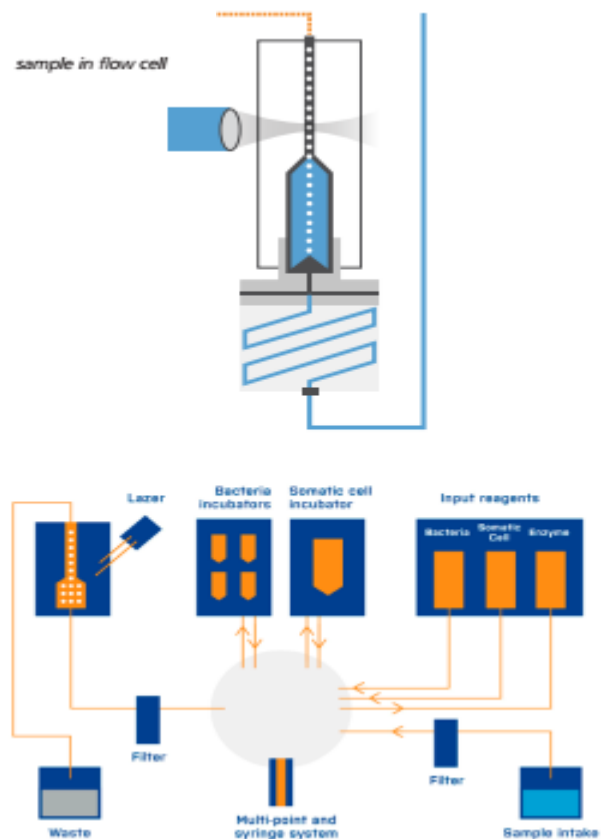 sample in flow cell
Lazer
Bacteria
incubators
Somatic cell
incubator
Input reagents
Bacteria
Somatic
Cell
Enzyme
Filter
Filter
Waste
Multi-point and
syringe system
Sample intake